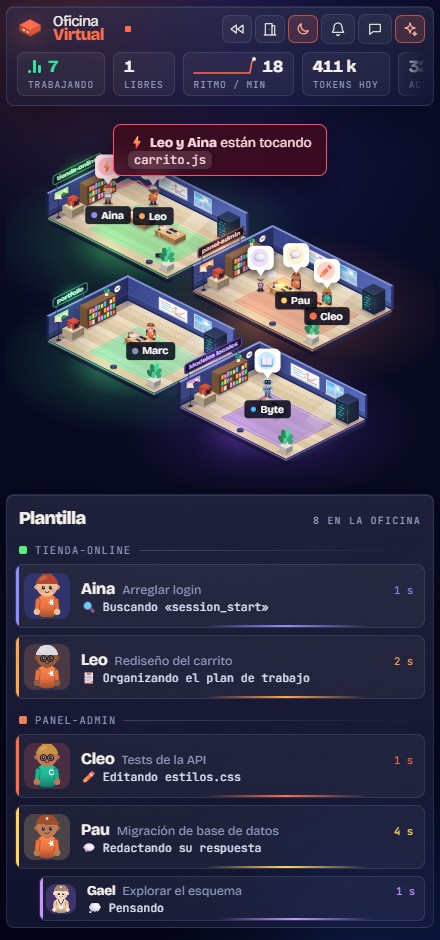 Oficina
Virtual
7
TRABAJANDO
1
LIBRES
18
RITMO / MIN
411 k
TOKENS HOY
Leo y Aina están tocando
carrito.js
Aina
Leo
panel-admin
Pau
Cleo
portfolio
Marc
Modelos locales
Byte
Plantilla
8 EN LA OFICINA
TIENDA-ONLINE
Aina Arreglar login 1 s
Buscando «session_start»
Leo Rediseño del carrito 2 s
Organizando el plan de trabajo
PANEL-ADMIN
Cleo Tests de la API 1 s
Editando estilos.css
Pau Migración de base de datos 4 s
Redactando su respuesta
Gael Explorar el esquema 1 s
Pensando